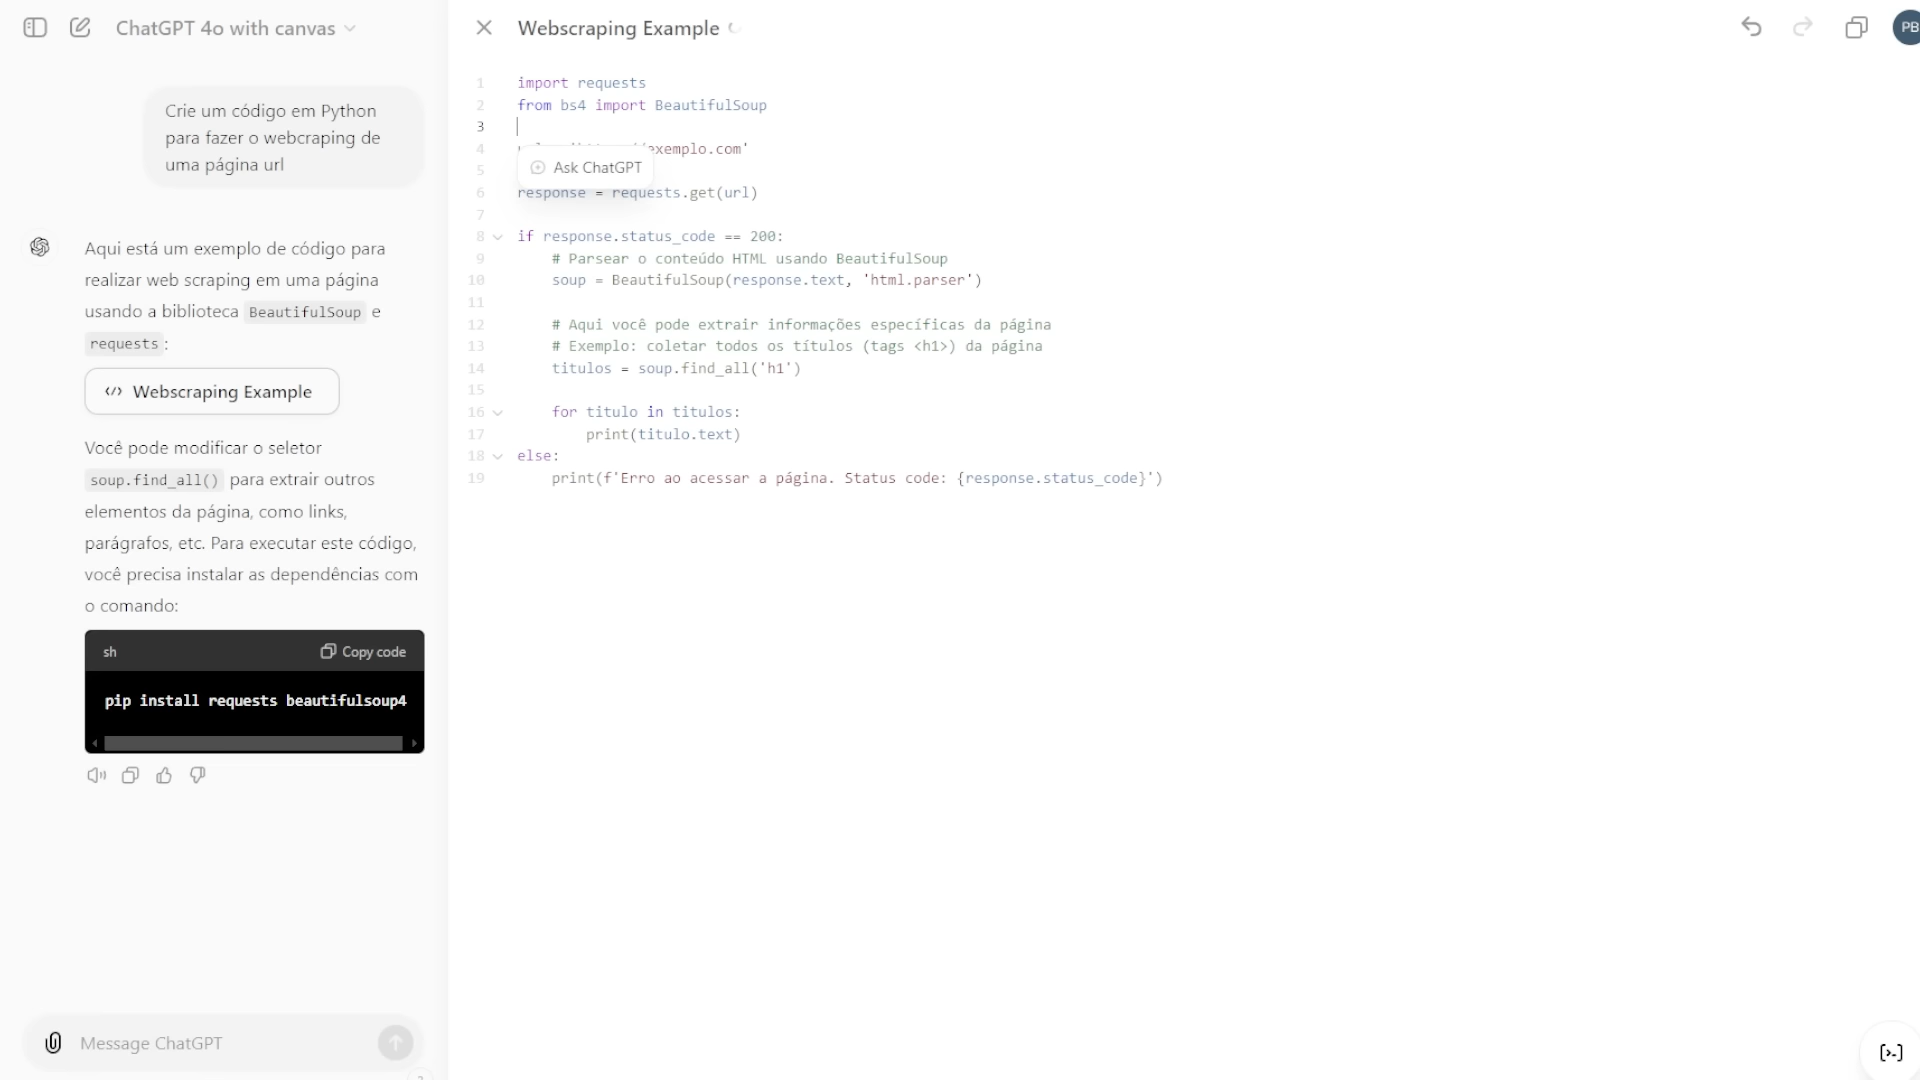 ChatGPT 4o with canvas
Crie um código em Python
para fazer o webcraping de
uma página url
Aqui está um exemplo de código para
realizar web scraping em uma página
usando a biblioteca BeautifulSoup e
requests:
Webscraping Example
Você pode modificar o seletor
soup.find_all() para extrair outros
elementos da página, como links,
parágrafos, etc. Para executar este código,
você precisa instalar as dependências com
o comando:
sh Copy code
pip install requests beautifulsoup4
Message ChatGPT
Webscraping Example
PB
1 import requests
2 from bs4 import BeautifulSoup
3
4 exemplo.com'
Ask ChatGPT
5
6 response = requests.get(url)
7
8 if response.status_code == 200:
9 # Parsear o conteúdo HTML usando BeautifulSoup
10 soup = BeautifulSoup(response.text, 'html.parser')
11
12 # Aqui você pode extrair informações específicas da página
13 # Exemplo: coletar todos os títulos (tags <h1>) da página
14 titulos = soup.find_all('h1')
15
16 for titulo in titulos:
17 print(titulo.text)
18 else:
19 print(f'Erro ao acessar a página. Status code: {response.status_code}')